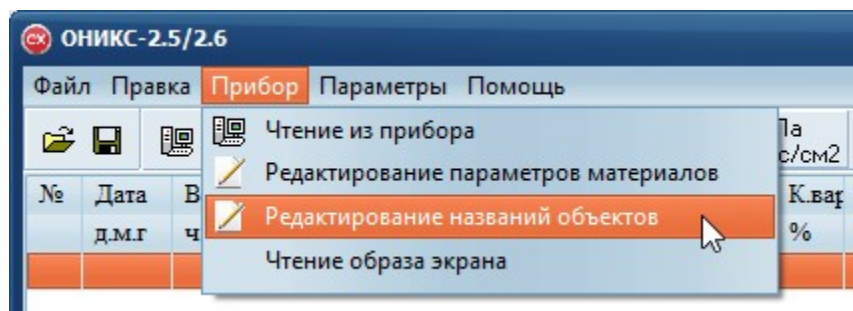 ОНИКС-2.5/2.6
Файл Правка Прибор Параметры Помощь
Чтение из прибора
Редактирование параметров материалов
с/см2
№ Дата
К.вар
Редактирование названий объектов
д.м.г
%
Чтение образа экрана